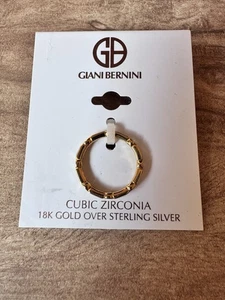 GB
GIANI BERNINI
CUBIC ZIRCONIA
18K GOLD OVER STERLING SILVER